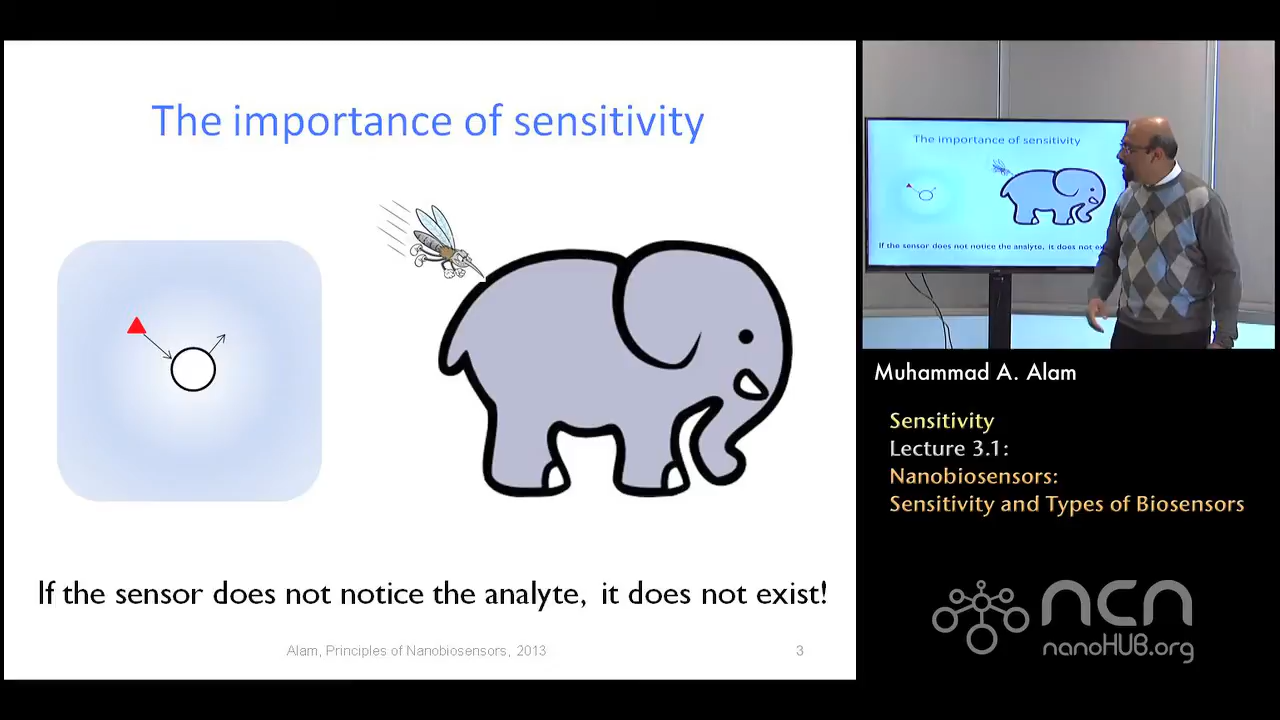 The importance of sensitivity
If the sensor does not notice the analyte, it does not exist!
Alam, Principles of Nanobiosensors, 2013
3
The importance of sensitivity
If the sensor does not notice the analyte, it does not ex
Muhammad A. Alam
Sensitivity
Lecture 3.1:
Nanobiosensors:
Sensitivity and Types of Biosensors
ncn
nanoHUB.org